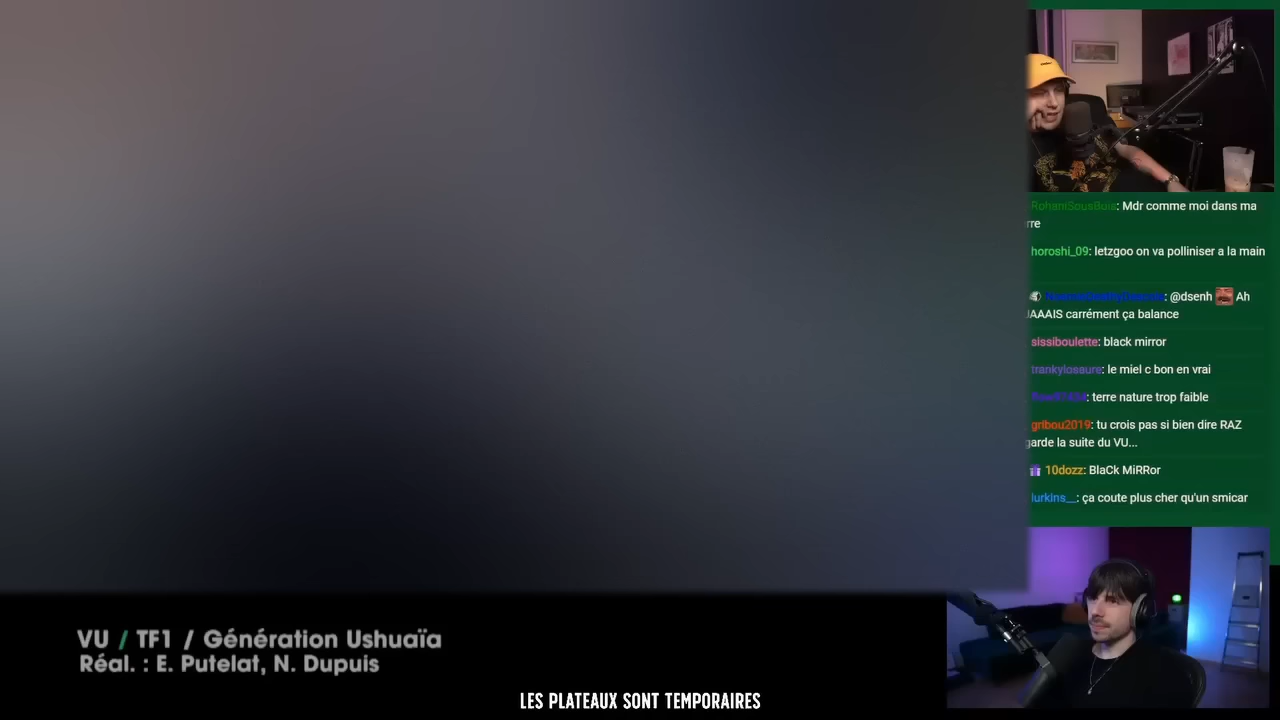 : Mdr comme moi dans ma
rre
horoshi_09: letzgoo on va polliniser a la main
: @dsenh Ah
JAAAIS carrément ça balance
sissiboulette: black mirror
trankylosaure: le miel c bon en vrai
: terre nature trop faible
gribou2019: tu crois pas si bien dire RAZ
garde la suite du VU...
10dozz: BlaCk MiRRor
lurkins__: ça coute plus cher qu'un smicar
VU / TF1 / Génération Ushuaïa
Réal. : E. Putelat, N. Dupuis
LES PLATEAUX SONT TEMPORAIRES